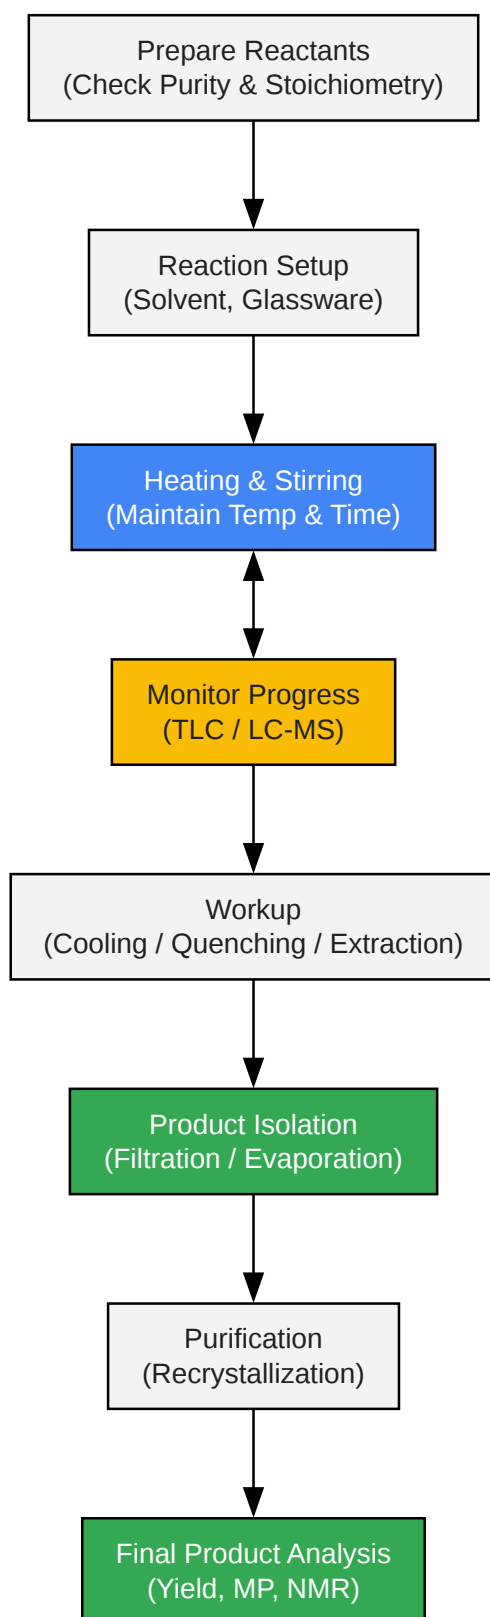 Prepare Reactants
(Check Purity & Stoichiometry)
Reaction Setup
(Solvent, Glassware)
Heating & Stirring
(Maintain Temp & Time)
Monitor Progress
(TLC / LC-MS)
Workup
(Cooling / Quenching / Extraction)
Product Isolation
(Filtration / Evaporation)
Purification
(Recrystallization)
Final Product Analysis
(Yield, MP, NMR)